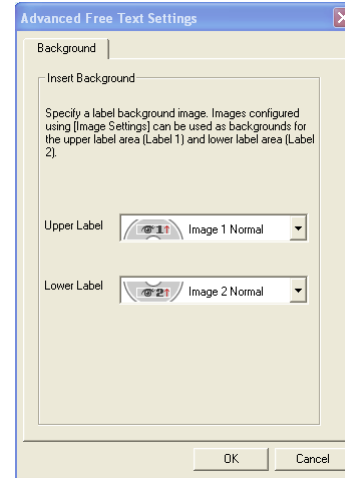 Advanced Free Text Settings
Background
Insert Background
Specify a label background image. Images configured
using [Image Settings] can be used as backgrounds for
the upper label area (Label 1) and lower label area (Label
2).
Upper Label
1
Image 1 Normal
Lower Label
2
Image 2 Normal
OK
Cancel